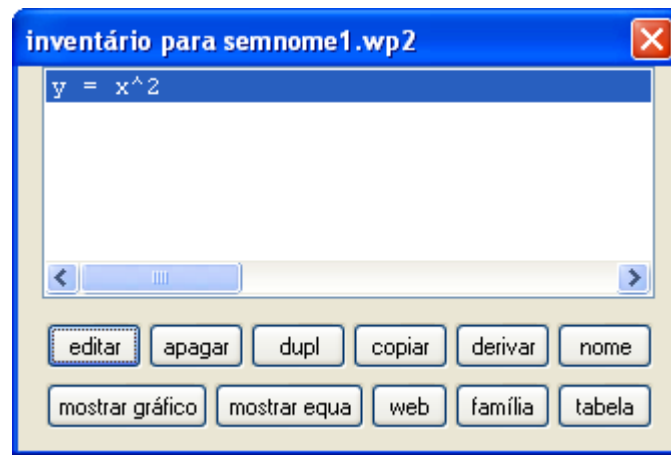 inventário para semnome1.wp2
y = x^2
editar apagar dupl copiar derivar nome
mostrar gráfico mostrar equa web família tabela